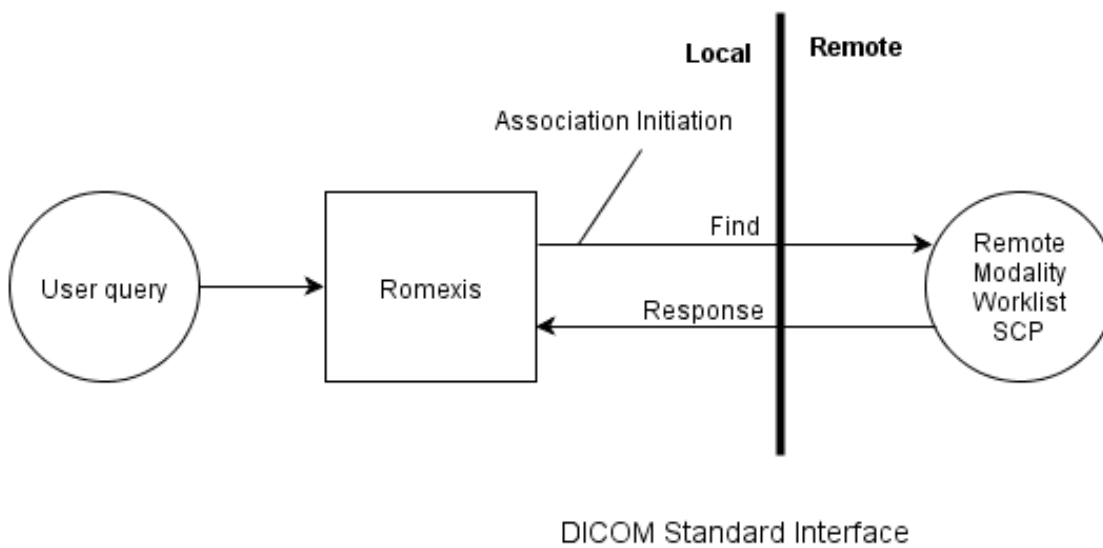 Local
Remote
Association Initiation
Find
User query
Romexis
Response
Remote
Modality
Worklist
SCP
DICOM Standard Interface